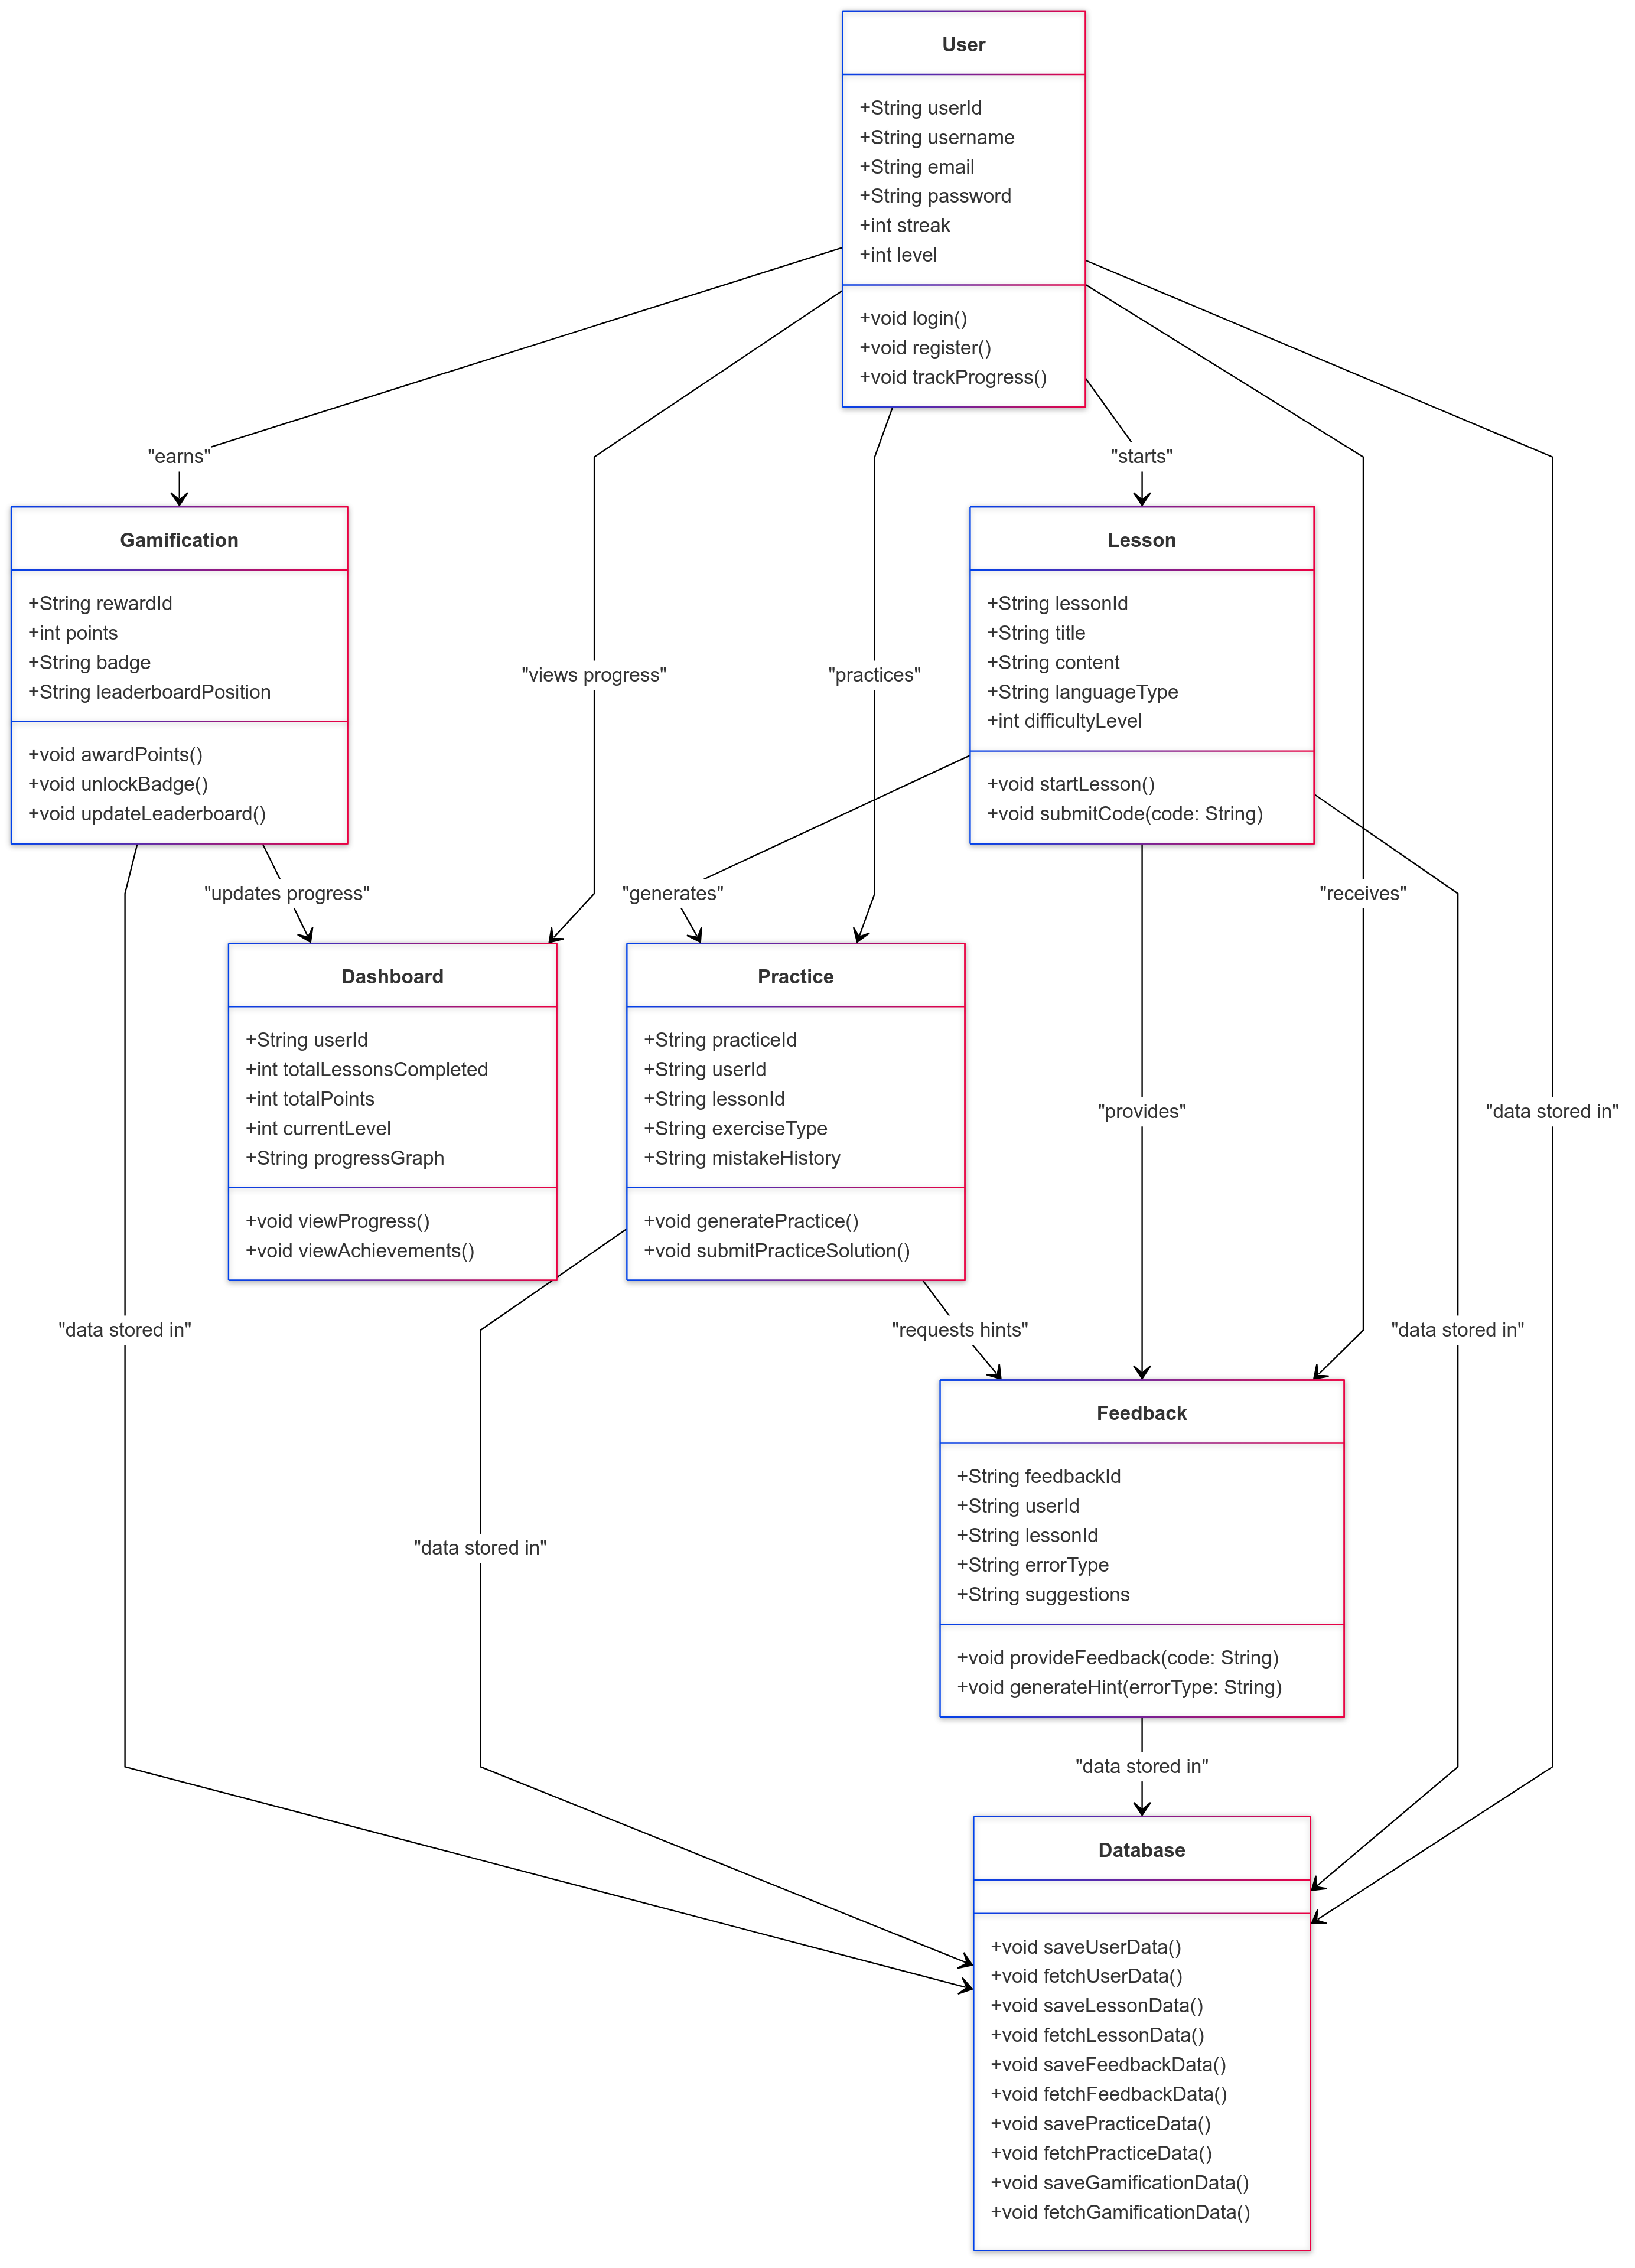 User
+String userId
+String username
+String email
+String password
+int streak
+int level
+void login()
+void register()
+void trackProgress()
"earns"
"starts"
Gamification
+String rewardId
+int points
+String badge
+String leaderboardPosition
+void awardPoints()
+void unlockBadge()
+void updateLeaderboard()
"views progress"
"practices"
Lesson
+String lessonId
+String title
+String content
+String languageType
+int difficultyLevel
+void startLesson()
+void submitCode(code: String)
"updates progress"
"generates"
"receives"
Dashboard
+String userId
+int totalLessonsCompleted
+int totalPoints
+int currentLevel
+String progressGraph
+void viewProgress()
+void viewAchievements()
Practice
+String practiceId
+String userId
+String lessonId
+String exerciseType
+String mistakeHistory
+void generatePractice()
+void submitPracticeSolution()
"provides"
"data stored in"
"data stored in"
"requests hints"
"data stored in"
Feedback
+String feedbackId
+String userId
+String lessonId
+String errorType
+String suggestions
+void provideFeedback(code: String)
+void generateHint(errorType: String)
"data stored in"
"data stored in"
Database
+void saveUserData()
+void fetchUserData()
+void saveLessonData()
+void fetchLessonData()
+void saveFeedbackData()
+void fetchFeedbackData()
+void savePracticeData()
+void fetchPracticeData()
+void saveGamificationData()
+void fetchGamificationData()